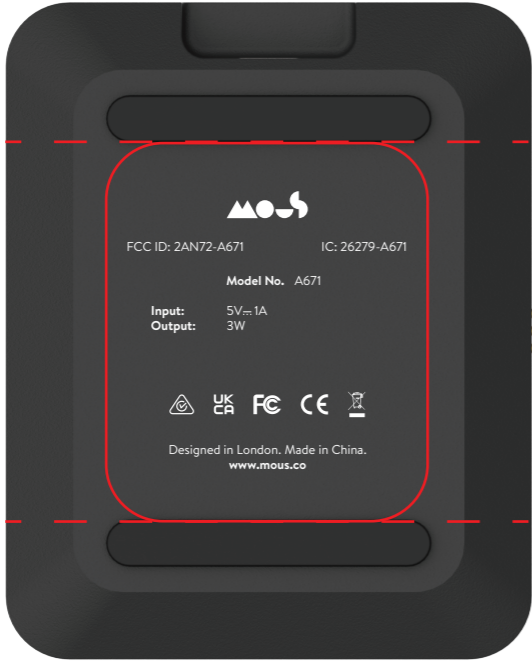 mous
FCC ID: 2AN72-A671 IC: 26279-A671
Model No. A671
Input: 5V⎓1A
Output: 3W
UK CA FC CE
Designed in London. Made in China.
www.mous.co